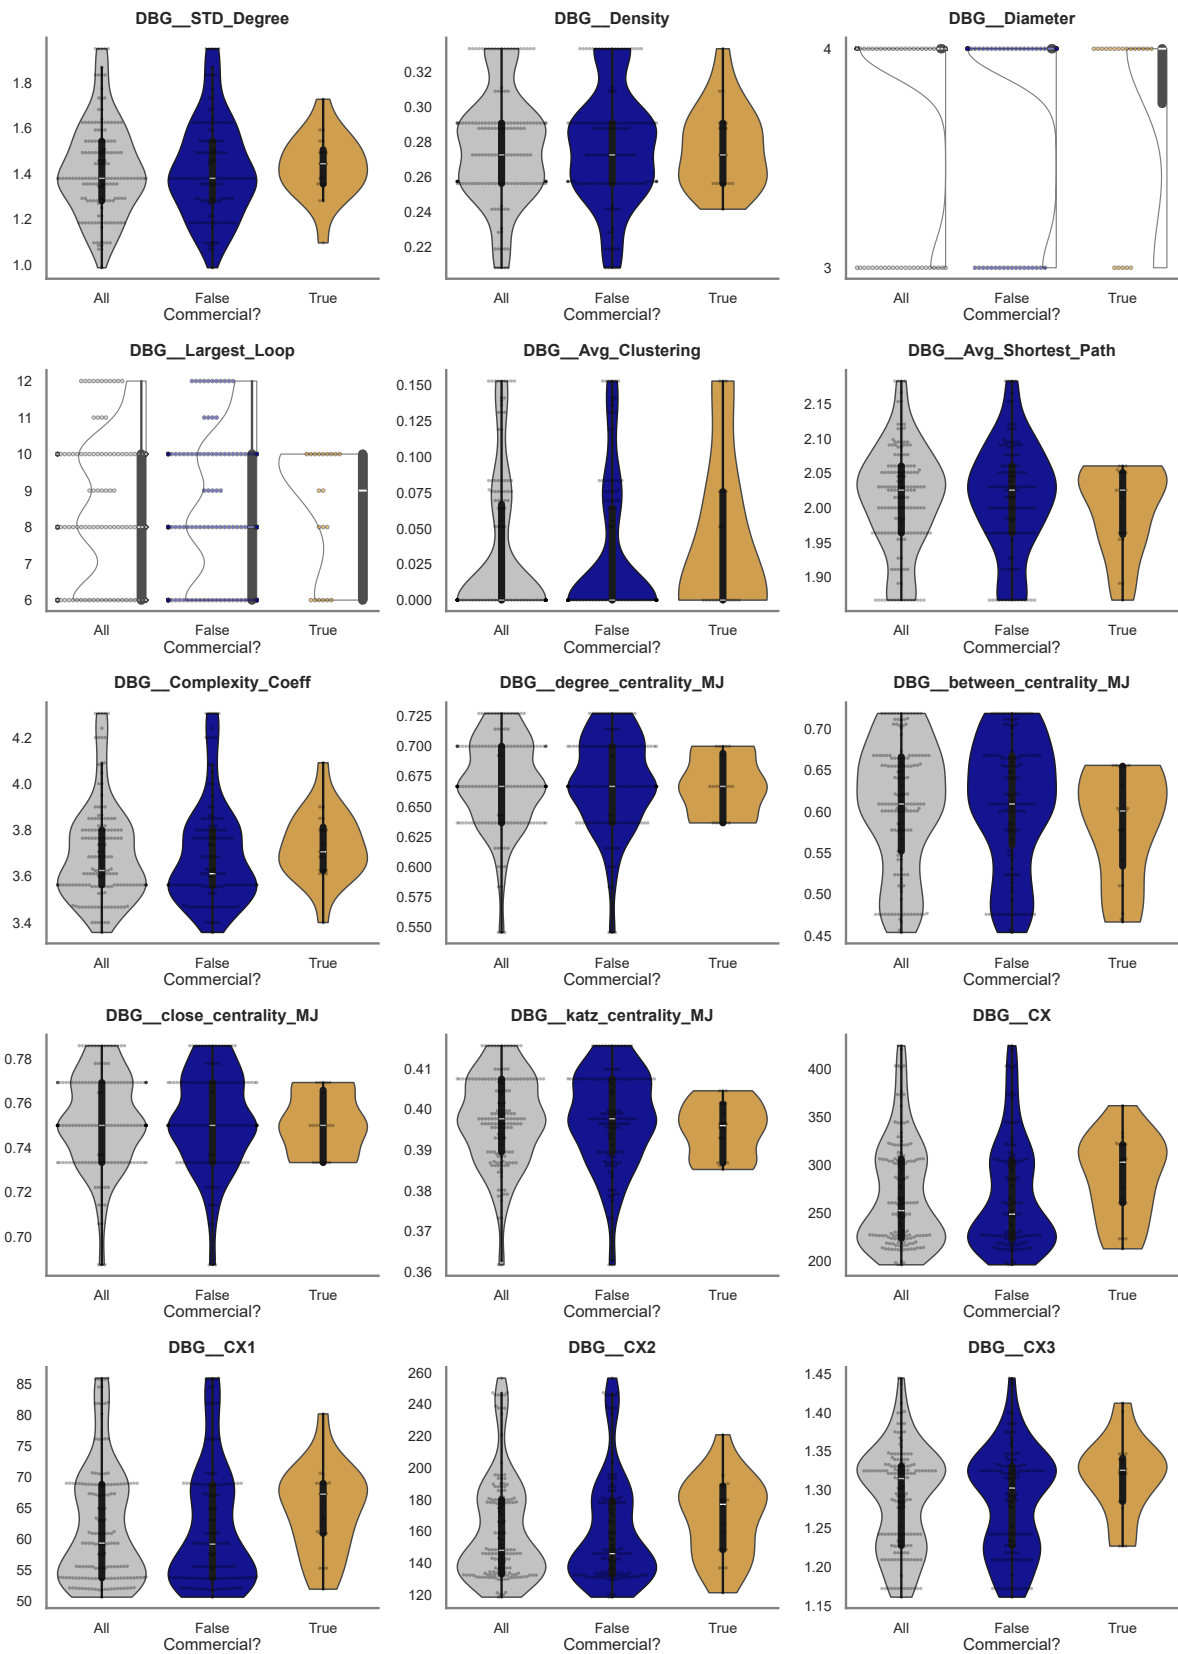 DBG__STD_Degree
1.8
1.6
1.4
1.2
1.0
All False True
Commercial?
DBG__Density
0.32
0.30
0.28
0.26
0.24
0.22
All False True
Commercial?
DBG__Diameter
4
3
All False True
Commercial?
DBG__Largest_Loop
12
11
10
9
8
7
6
All False True
Commercial?
DBG__Avg_Clustering
0.150
0.125
0.100
0.075
0.050
0.025
0.000
All False True
Commercial?
DBG__Avg_Shortest_Path
2.15
2.10
2.05
2.00
1.95
1.90
All False True
Commercial?
DBG__Complexity_Coeff
4.2
4.0
3.8
3.6
3.4
All False True
Commercial?
DBG__degree_centrality_MJ
0.725
0.700
0.675
0.650
0.625
0.600
0.575
0.550
All False True
Commercial?
DBG__between_centrality_MJ
0.70
0.65
0.60
0.55
0.50
0.45
All False True
Commercial?
DBG__close_centrality_MJ
0.78
0.76
0.74
0.72
0.70
All False True
Commercial?
DBG__katz_centrality_MJ
0.41
0.40
0.39
0.38
0.37
0.36
All False True
Commercial?
DBG__CX
400
350
300
250
200
All False True
Commercial?
DBG__CX1
85
80
75
70
65
60
55
50
All False True
Commercial?
DBG__CX2
260
240
220
200
180
160
140
120
All False True
Commercial?
DBG__CX3
1.45
1.40
1.35
1.30
1.25
1.20
1.15
All False True
Commercial?